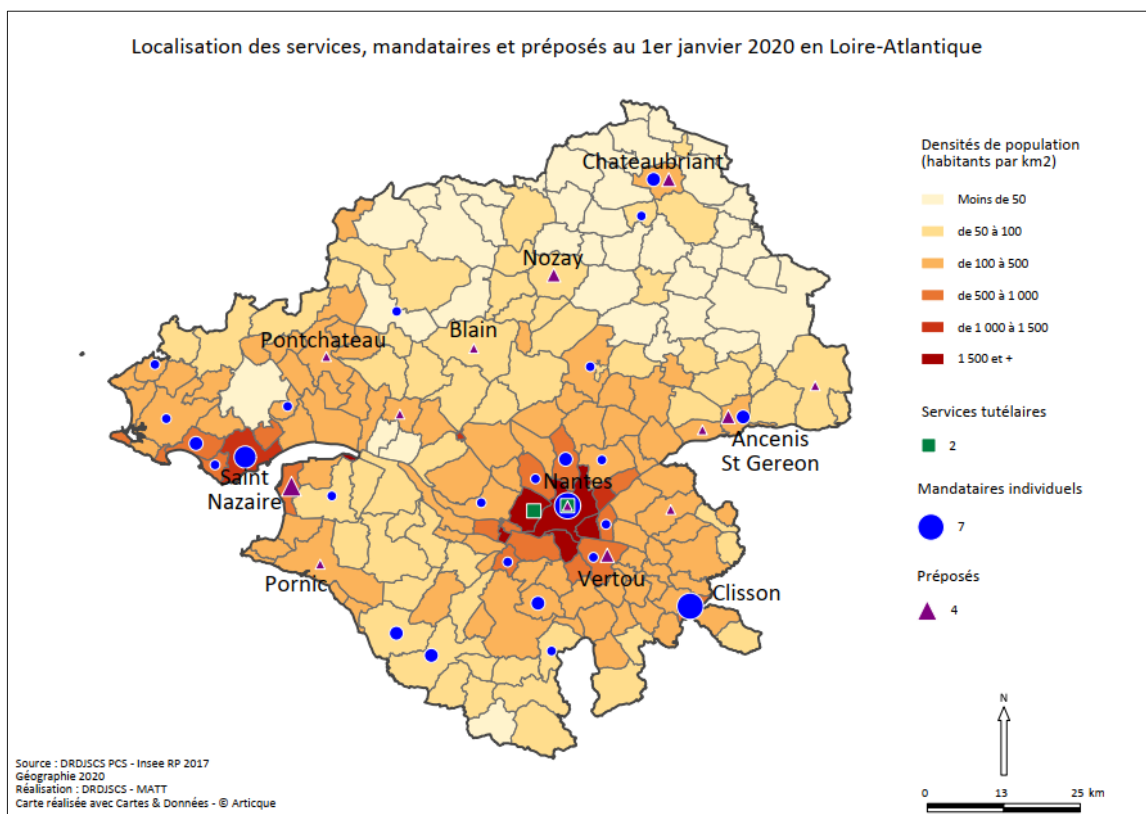 Localisation des services, mandataires et préposés au 1er janvier 2020 en Loire-Atlantique
Chateaubriant
Nozay
Blain
Pontchateau
Ancenis
St Gereon
Saint
Nazaire
Nantes
Pornic
Vertou
Clisson
Densités de population
(habitants par km2)
Moins de 50
de 50 à 100
de 100 à 500
de 500 à 1 000
de 1 000 à 1 500
1 500 et +
Services tutélaires
2
Mandataires individuels
7
Préposés
4
N
0 13 25 km
Source : DRDJSCS PCS - Insee RP 2017
Géographie 2020
Réalisation : DRDJSCS - MATT
Carte réalisée avec Cartes & Données - © Articque